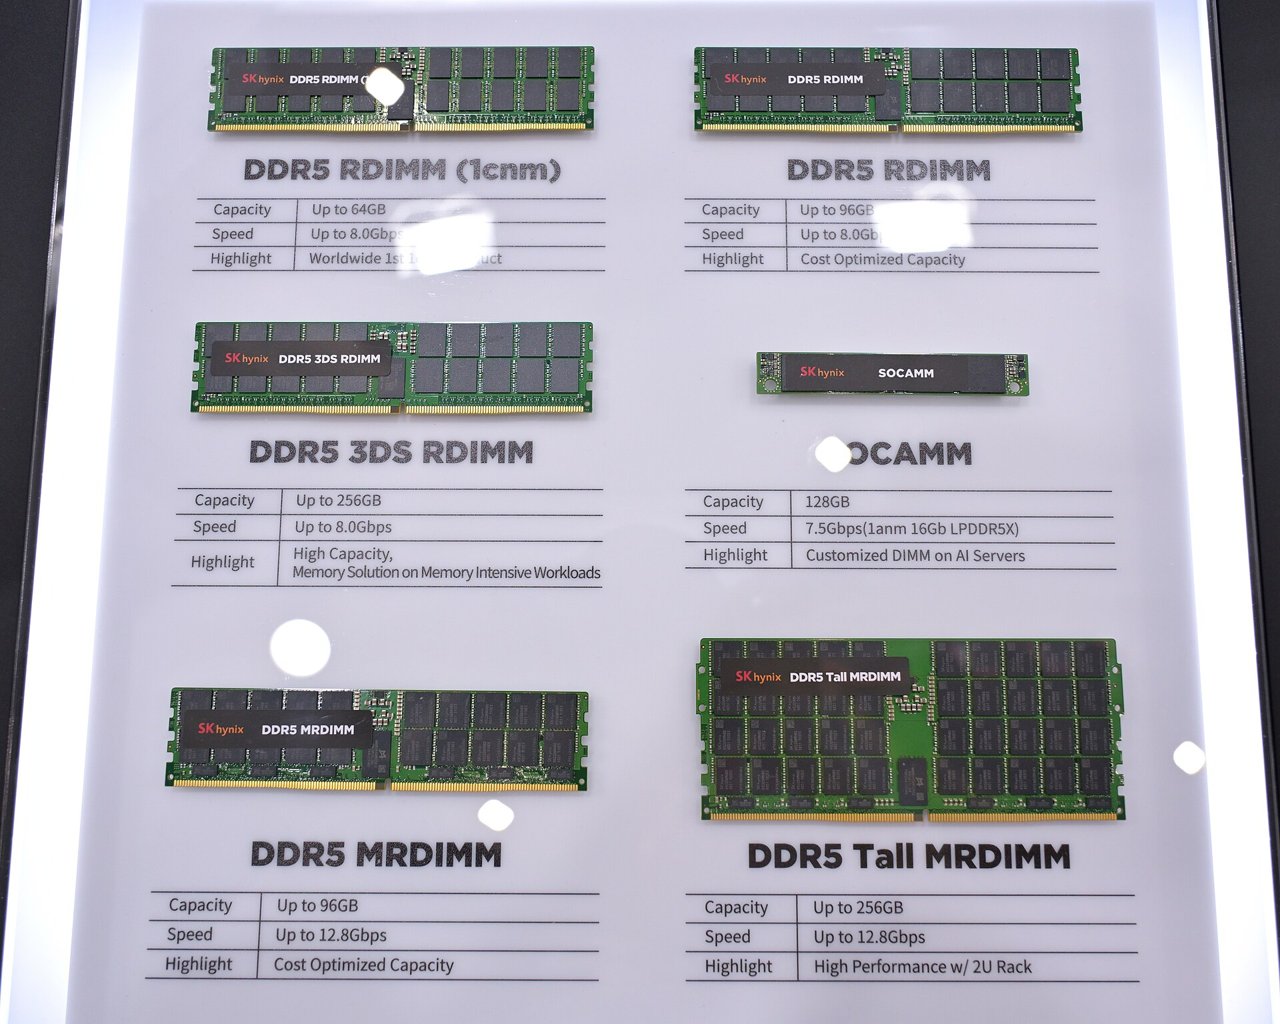 SK hynix DDR5 RDIMM
DDR5 RDIMM (1cnm)
Capacity Up to 64GB
Speed Up to 8.0Gbps
Highlight Worldwide 1st
SK hynix DDR5 RDIMM
DDR5 RDIMM
Capacity Up to 96GB
Speed Up to 8.0Gbps
Highlight Cost Optimized Capacity
SK hynix DDR5 3DS RDIMM
DDR5 3DS RDIMM
Capacity Up to 256GB
Speed Up to 8.0Gbps
Highlight High Capacity,
Memory Solution on Memory Intensive Workloads
SK hynix SOCAMM
SOCAMM
Capacity 128GB
Speed 7.5Gbps(1anm 16Gb LPDDR5X)
Highlight Customized DIMM on AI Servers
SK hynix DDR5 MRDIMM
DDR5 MRDIMM
Capacity Up to 96GB
Speed Up to 12.8Gbps
Highlight Cost Optimized Capacity
SK hynix DDR5 Tall MRDIMM
DDR5 Tall MRDIMM
Capacity Up to 256GB
Speed Up to 12.8Gbps
Highlight High Performance w/ 2U Rack